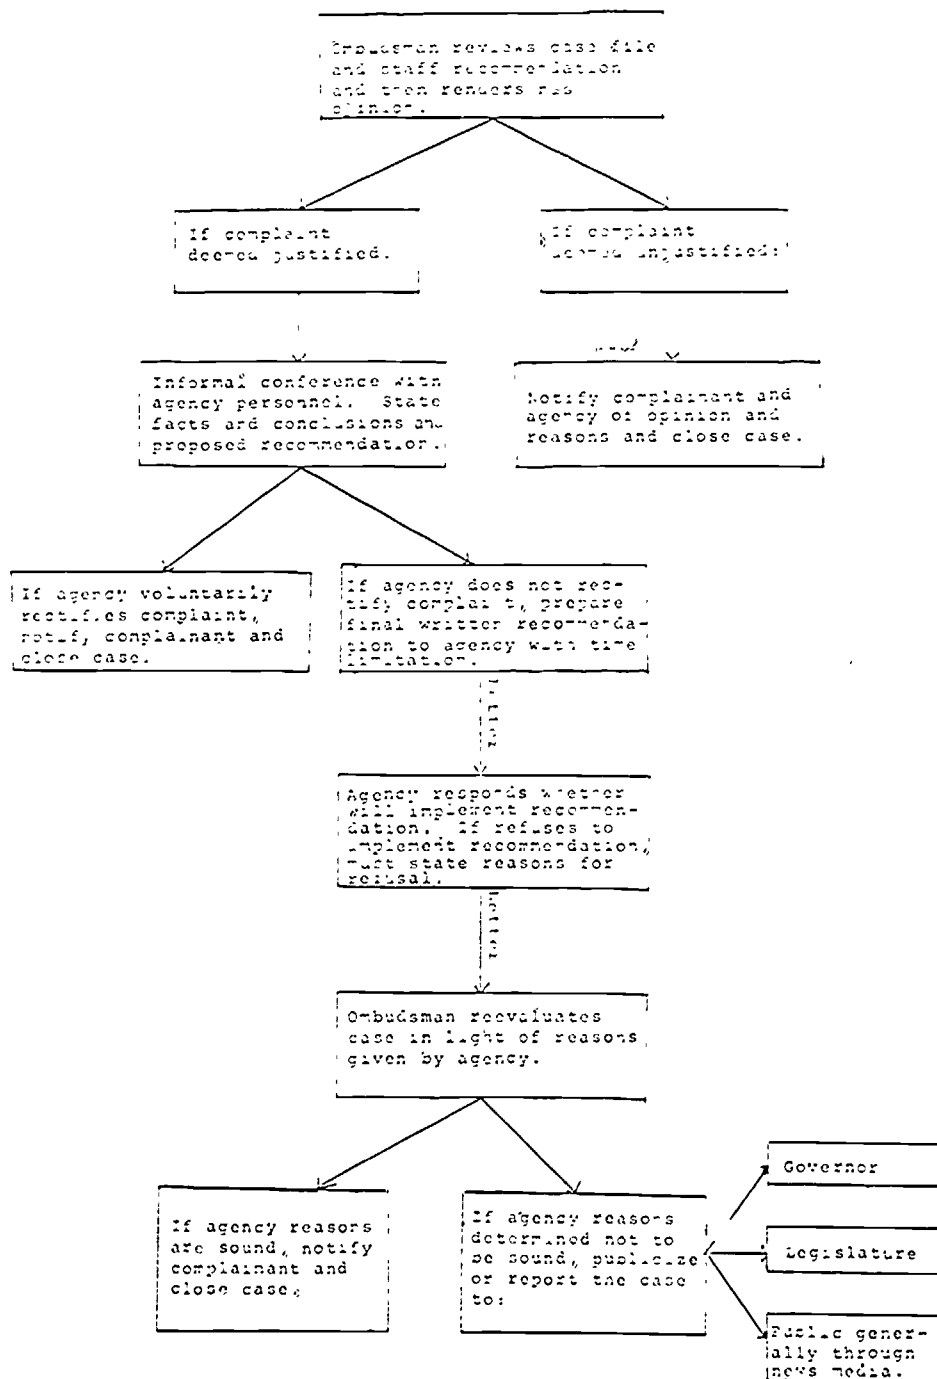 Ombudsman reviews case file
and staff recommendation
and then renders his
opinion.
If complaint
deemed justified.
If complaint
deemed unjustified:
Informal conference with
agency personnel. State
facts and conclusions and
proposed recommendation.
Notify complainant and
agency of opinion and
reasons and close case.
If agency voluntarily
rectifies complaint,
notify complainant and
close case.
If agency does not rec-
tify complaint, prepare
final written recommenda-
tion to agency with time
limitation.
Letter
Agency responds whether
will implement recommen-
dation. If refuses to
implement recommendation,
must state reasons for
refusal.
Letter
Ombudsman reevaluates
case in light of reasons
given by agency.
If agency reasons
are sound, notify
complainant and
close case.
If agency reasons
determined not to
be sound, publicize
or report the case
to:
Governor
Legislature
Public gener-
ally through
news media.